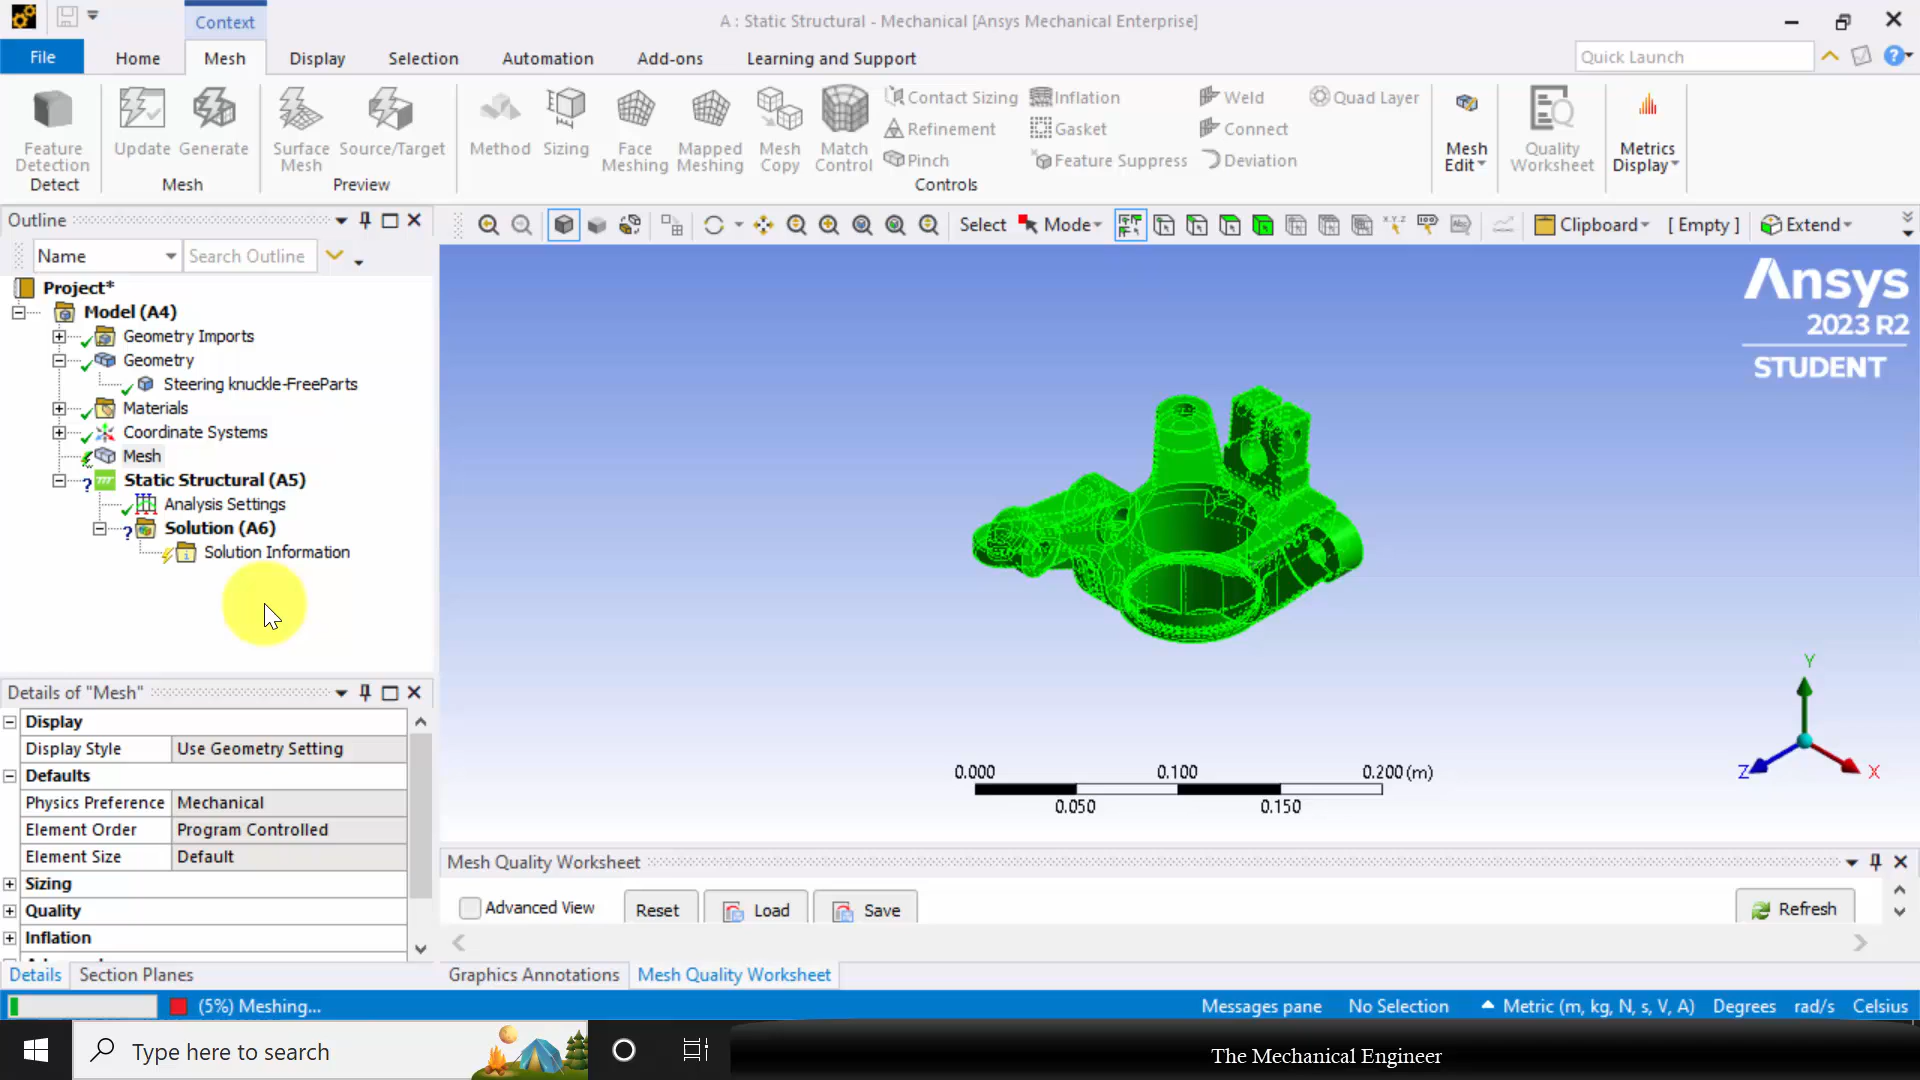 Context
A : Static Structural - Mechanical [Ansys Mechanical Enterprise]
File
Home
Mesh
Display
Selection
Automation
Add-ons
Learning and Support
Quick Launch
Feature Detection
Detect
Update
Generate
Mesh
Surface Mesh
Source/Target
Preview
Method
Sizing
Face Meshing
Mapped Meshing
Mesh Copy
Match Control
Contact Sizing
Refinement
Pinch
Inflation
Gasket
Feature Suppress
Weld
Connect
Deviation
Quad Layer
Controls
Mesh Edit
Quality Worksheet
Metrics Display
Outline
Name
Search Outline
Select
Mode
Clipboard
[ Empty ]
Extend
Project*
Model (A4)
Geometry Imports
Geometry
Steering knuckle-FreeParts
Materials
Coordinate Systems
Mesh
Static Structural (A5)
Analysis Settings
Solution (A6)
Solution Information
Ansys
2023 R2
STUDENT
Y
Z
X
0.000
0.100
0.200 (m)
0.050
0.150
Details of "Mesh"
Display
Display Style Use Geometry Setting
Defaults
Physics Preference Mechanical
Element Order Program Controlled
Element Size Default
Sizing
Quality
Inflation
Details
Section Planes
Mesh Quality Worksheet
Advanced View
Reset
Load
Save
Refresh
Graphics Annotations
Mesh Quality Worksheet
(5%) Meshing...
Messages pane
No Selection
Metric (m, kg, N, s, V, A)
Degrees
rad/s
Celsius
Type here to search
The Mechanical Engineer